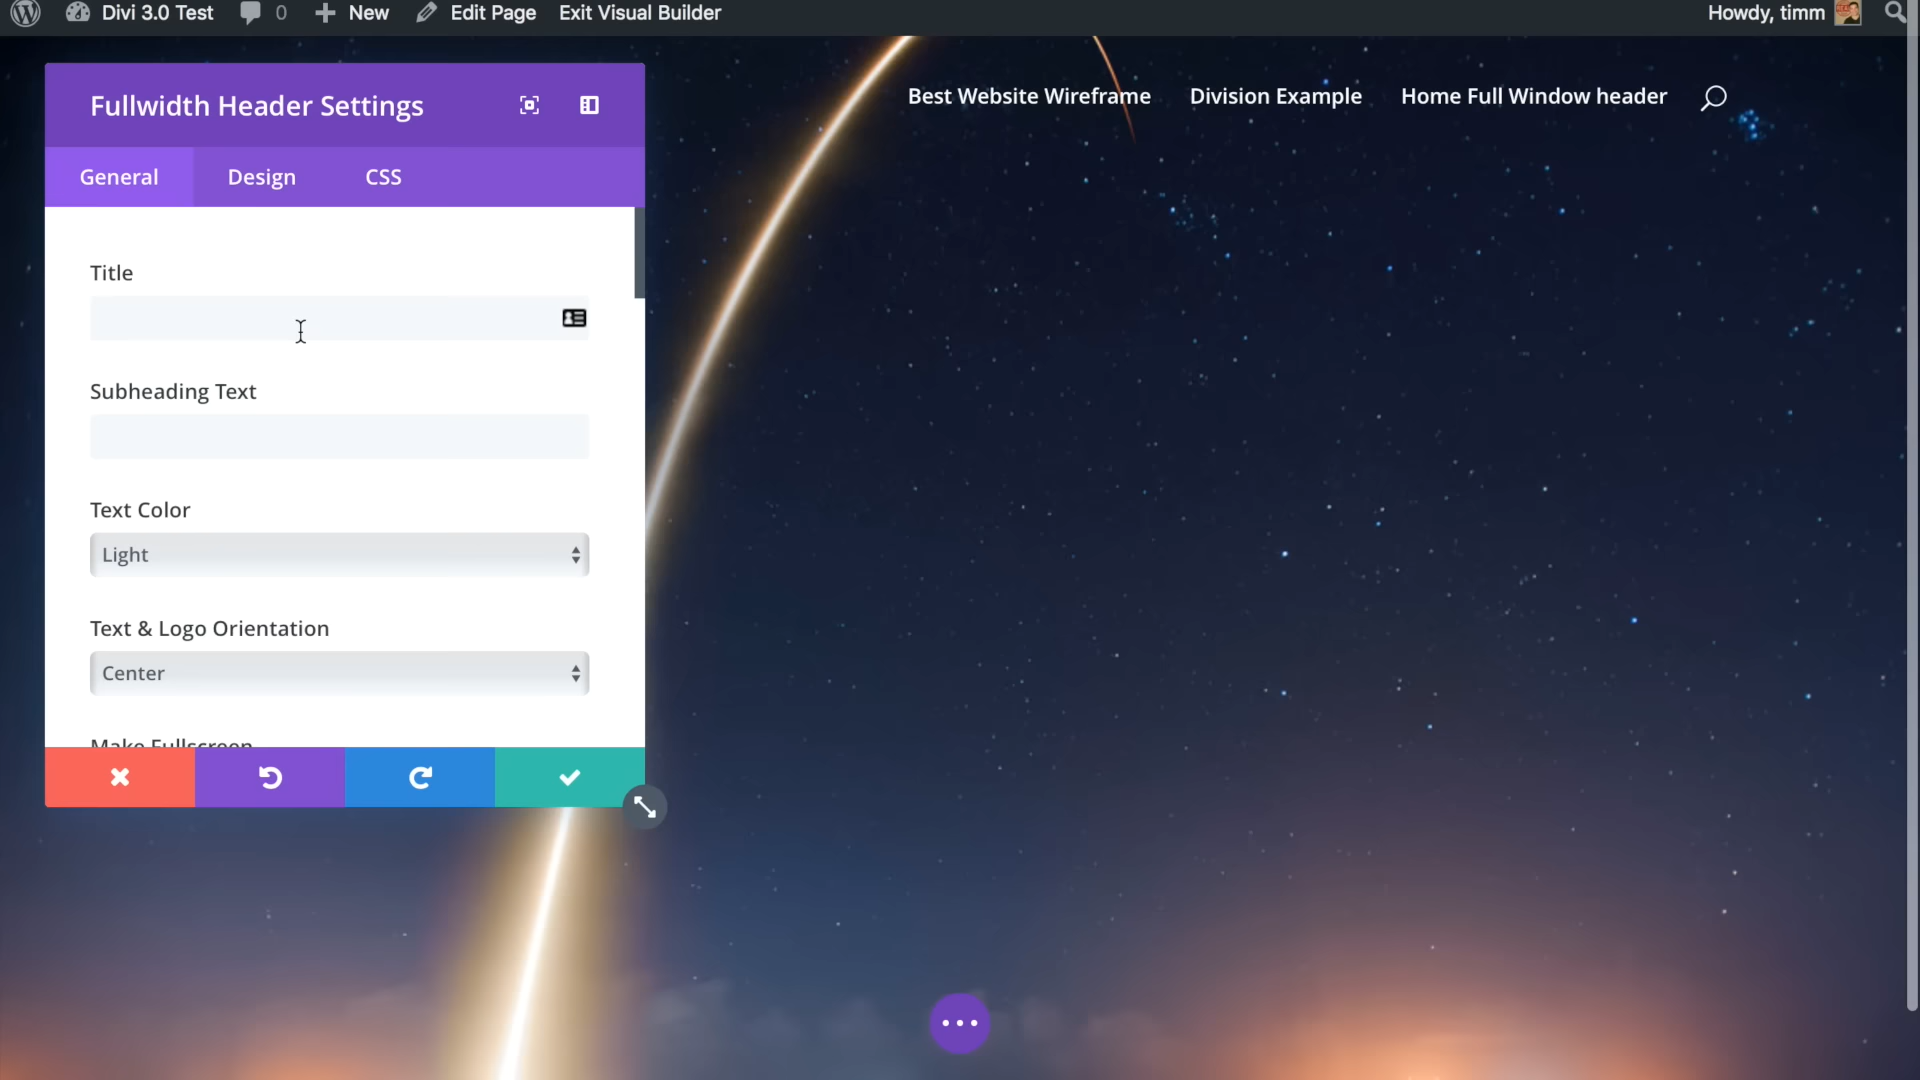 Divi 3.0 Test 0 New Edit Page Exit Visual Builder Howdy, timm
Best Website Wireframe Division Example Home Full Window header
Fullwidth Header Settings
General Design CSS
Title
Subheading Text
Text Color
Light
Text & Logo Orientation
Center
Make Fullscreen